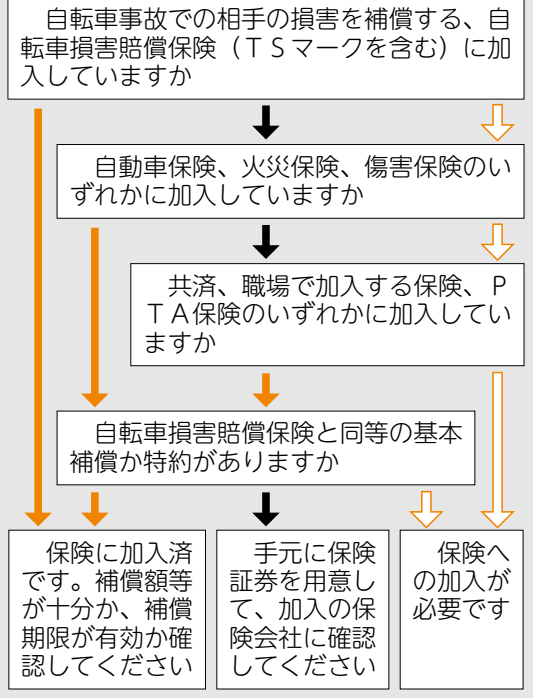 自転車事故での相手の損害を補償する、自
転車損害賠償保険（ＴＳマークを含む）に加
入していますか
自動車保険、火災保険、傷害保険のい
ずれかに加入していますか
共済、職場で加入する保険、Ｐ
ＴＡ保険のいずれかに加入してい
ますか
自転車損害賠償保険と同等の基本
補償か特約がありますか
保険に加入済
です。補償額等
が十分か、補償
期限が有効か確
認してください
手元に保険
証券を用意し
て、加入の保
険会社に確認
してください
保険へ
の加入が
必要です